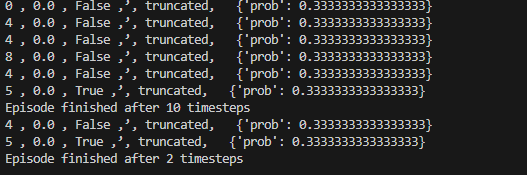 0 , 0.0 , False ,’, truncated,   {'prob': 0.3333333333333333}
4 , 0.0 , False ,’, truncated,   {'prob': 0.3333333333333333}
4 , 0.0 , False ,’, truncated,   {'prob': 0.3333333333333333}
8 , 0.0 , False ,’, truncated,   {'prob': 0.3333333333333333}
4 , 0.0 , False ,’, truncated,   {'prob': 0.3333333333333333}
5 , 0.0 , True ,’, truncated,   {'prob': 0.3333333333333333}
Episode finished after 10 timesteps
4 , 0.0 , False ,’, truncated,   {'prob': 0.3333333333333333}
5 , 0.0 , True ,’, truncated,   {'prob': 0.3333333333333333}
Episode finished after 2 timesteps